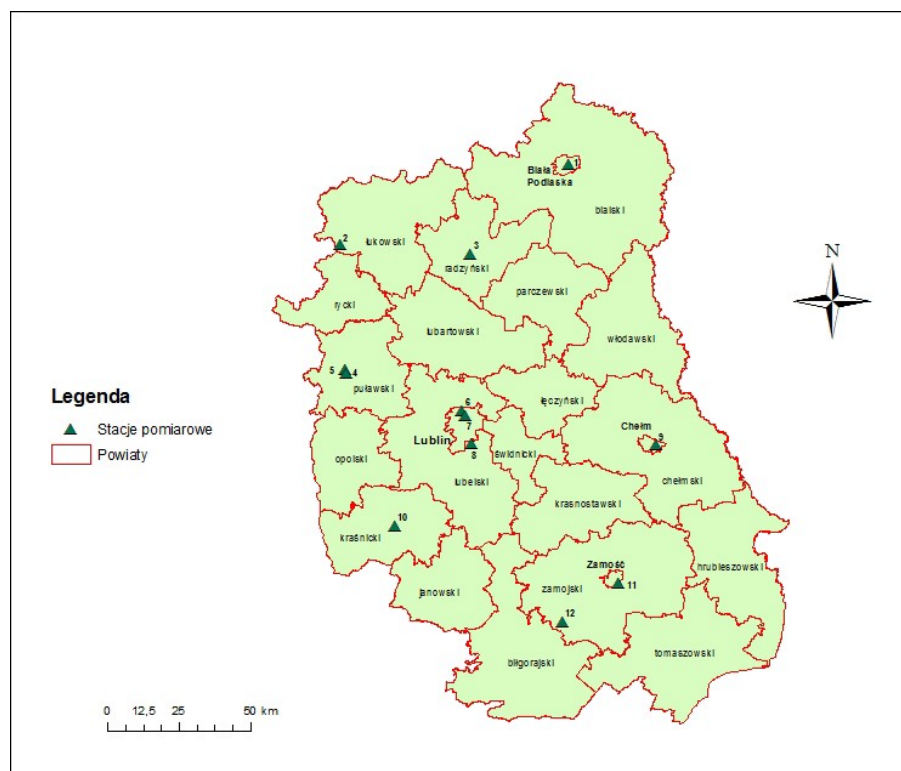 1
Biała
Podlaska
bialski
N
2
łukowski
3
radzyński
parczewski
rycki
lubartowski
włodawski
5 4
puławski
Legenda
Stacje pomiarowe
Powiaty
łęczyński
6
7
Lublin
8
świdnicki
Chełm
9
chełmski
opolski
lubelski
krasnostawski
10
kraśnicki
janowski
Zamość
zamojski
11
hrubieszowski
12
biłgorajski
tomaszowski
0 12,5 25 50 km